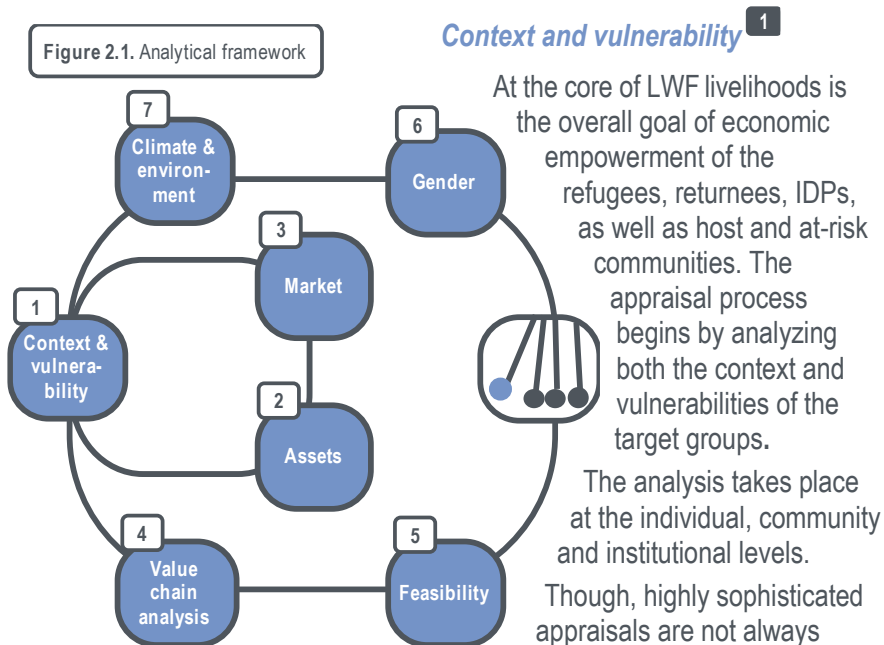 Figure 2.1. Analytical framework
7
Climate &
environ-
ment
6
Gender
3
Market
1
Context &
vulnera-
bility
2
Assets
4
Value
chain
analysis
5
Feasibility
Context and vulnerability 1
At the core of LWF livelihoods is
the overall goal of economic
empowerment of the
refugees, returnees, IDPs,
as well as host and at-risk
communities. The
appraisal process
begins by analyzing
both the context and
vulnerabilities of the
target groups.
The analysis takes place
at the individual, community
and institutional levels.
Though, highly sophisticated
appraisals are not always